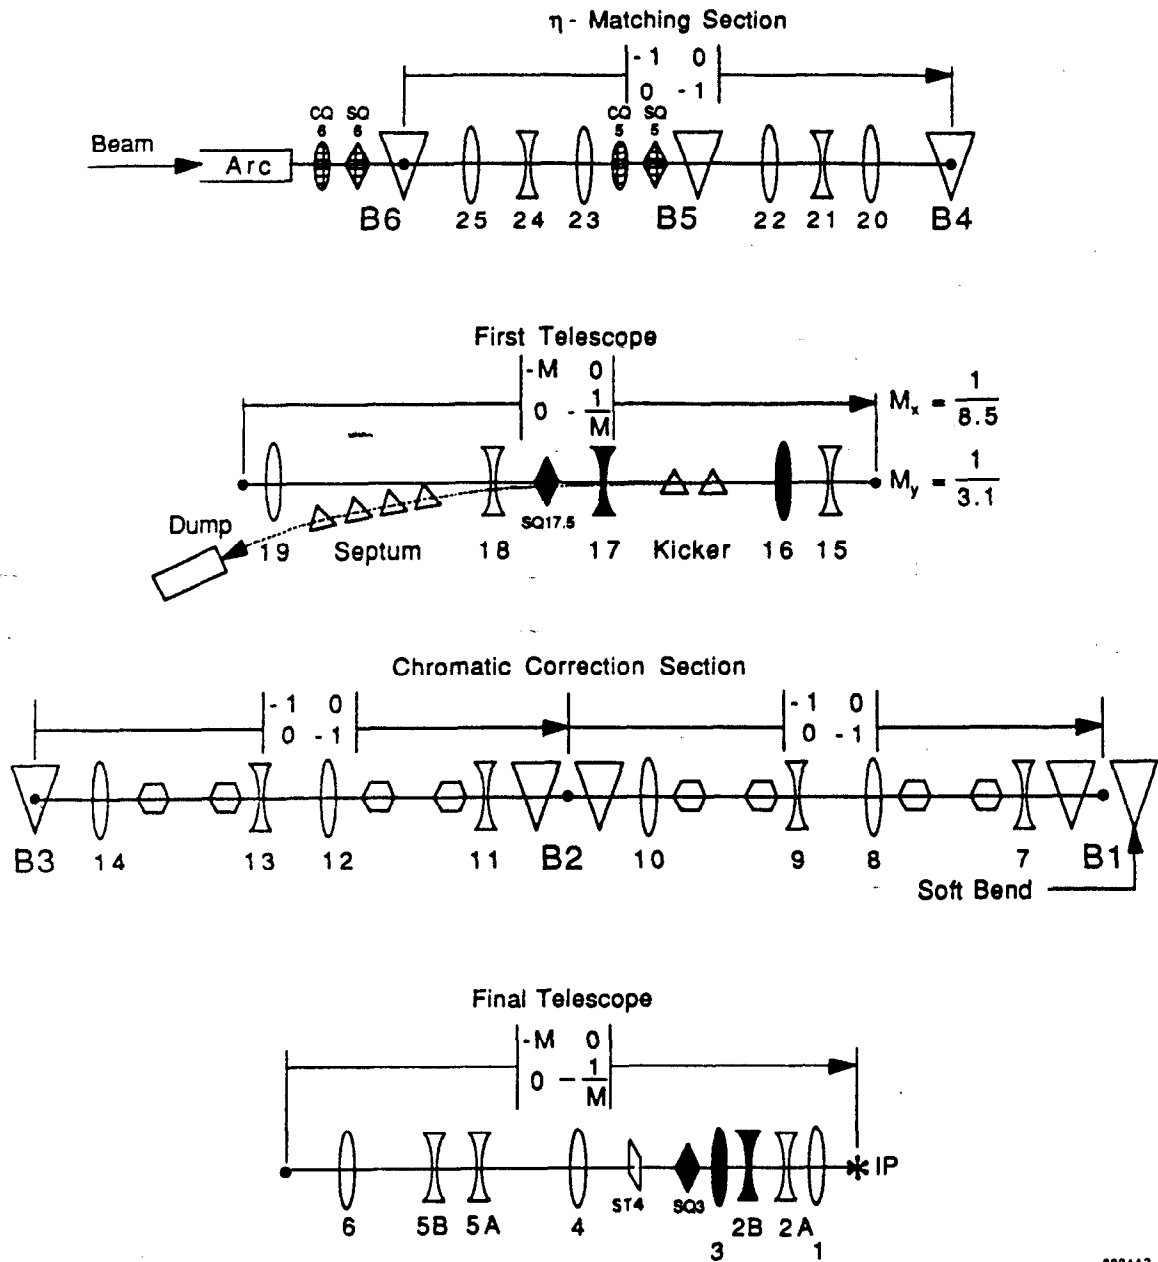 η - Matching Section
-1 0
0 -1
CQ 6
SQ 6
CQ 5
SQ 5
Beam
Arc
B6 25 24 23 B5 22 21 20 B4
First Telescope
-M 0
0 - 1/M
Mx = 1/8.5
My = 1/3.1
Dump
SQ17.5
19 Septum 18 17 Kicker 16 15
Chromatic Correction Section
-1 0
0 -1
-1 0
0 -1
B3 14 13 12 11 B2 10 9 8 7 B1
Soft Bend
Final Telescope
-M 0
0 - 1/M
IP
ST4 SQ3
6 5B 5A 4 2B 2A
3 1